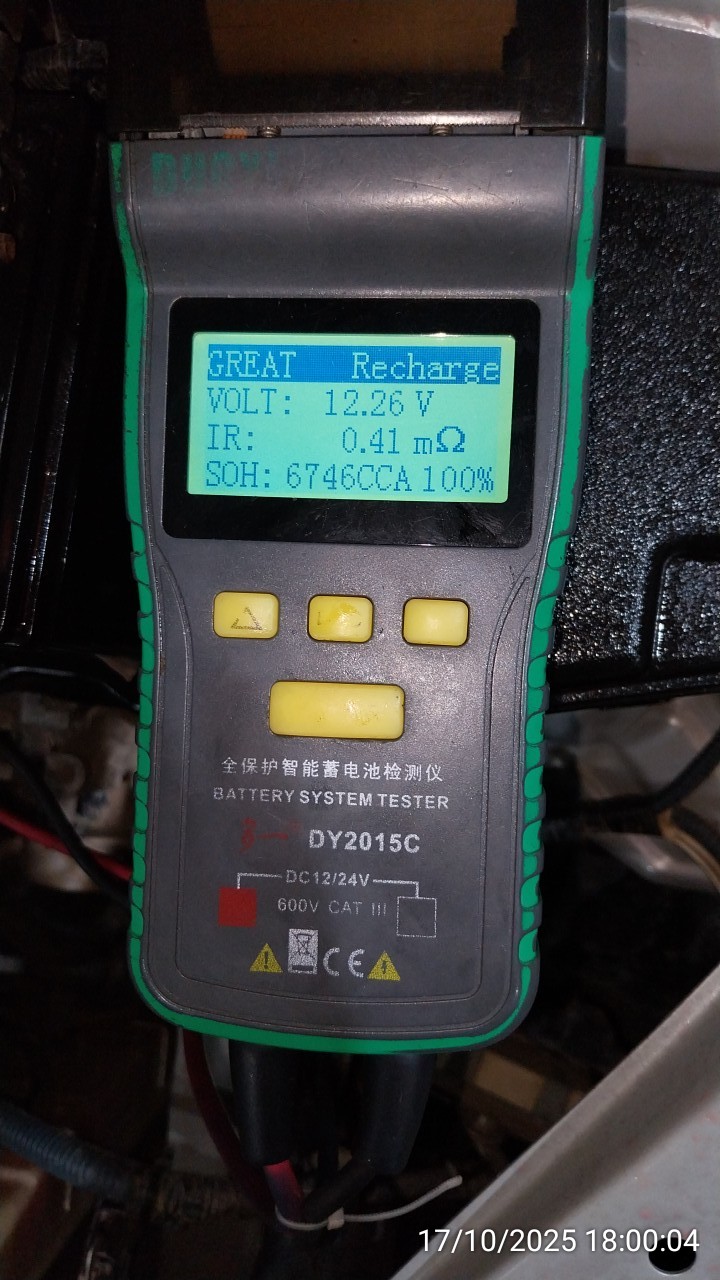 GREAT Recharge
VOLT: 12.26 V
IR: 0.41 mΩ
SOH: 6746CCA 100%
全保护智能蓄电池检测仪
BATTERY SYSTEM TESTER
DY2015C
DC12/24V
600V CAT III
CE
17/10/2025 18:00:04